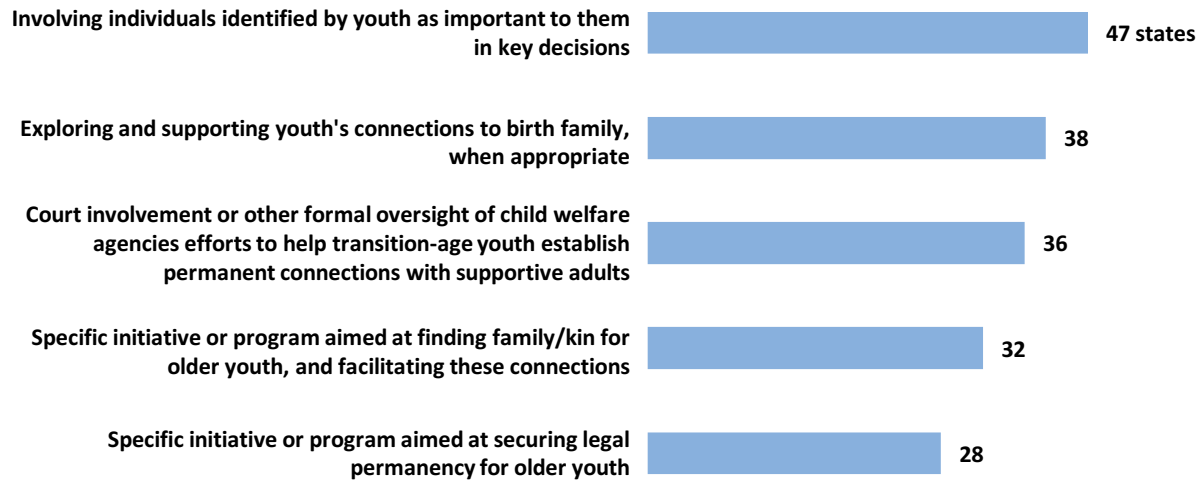 Involving individuals identified by youth as important to them
in key decisions
47 states
Exploring and supporting youth's connections to birth family,
when appropriate
38
Court involvement or other formal oversight of child welfare
agencies efforts to help transition-age youth establish
permanent connections with supportive adults
36
Specific initiative or program aimed at finding family/kin for
older youth, and facilitating these connections
32
Specific initiative or program aimed at securing legal
permanency for older youth
28